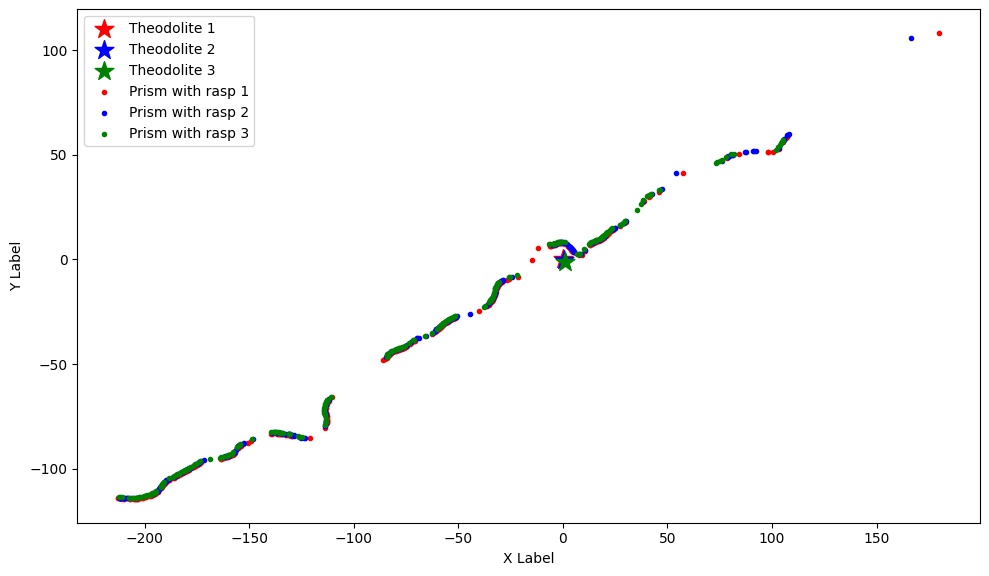 Theodolite 1
Theodolite 2
Theodolite 3
Prism with rasp 1
Prism with rasp 2
Prism with rasp 3
100
50
0
−50
−100
Y Label
−200 −150 −100 −50 0 50 100 150
X Label